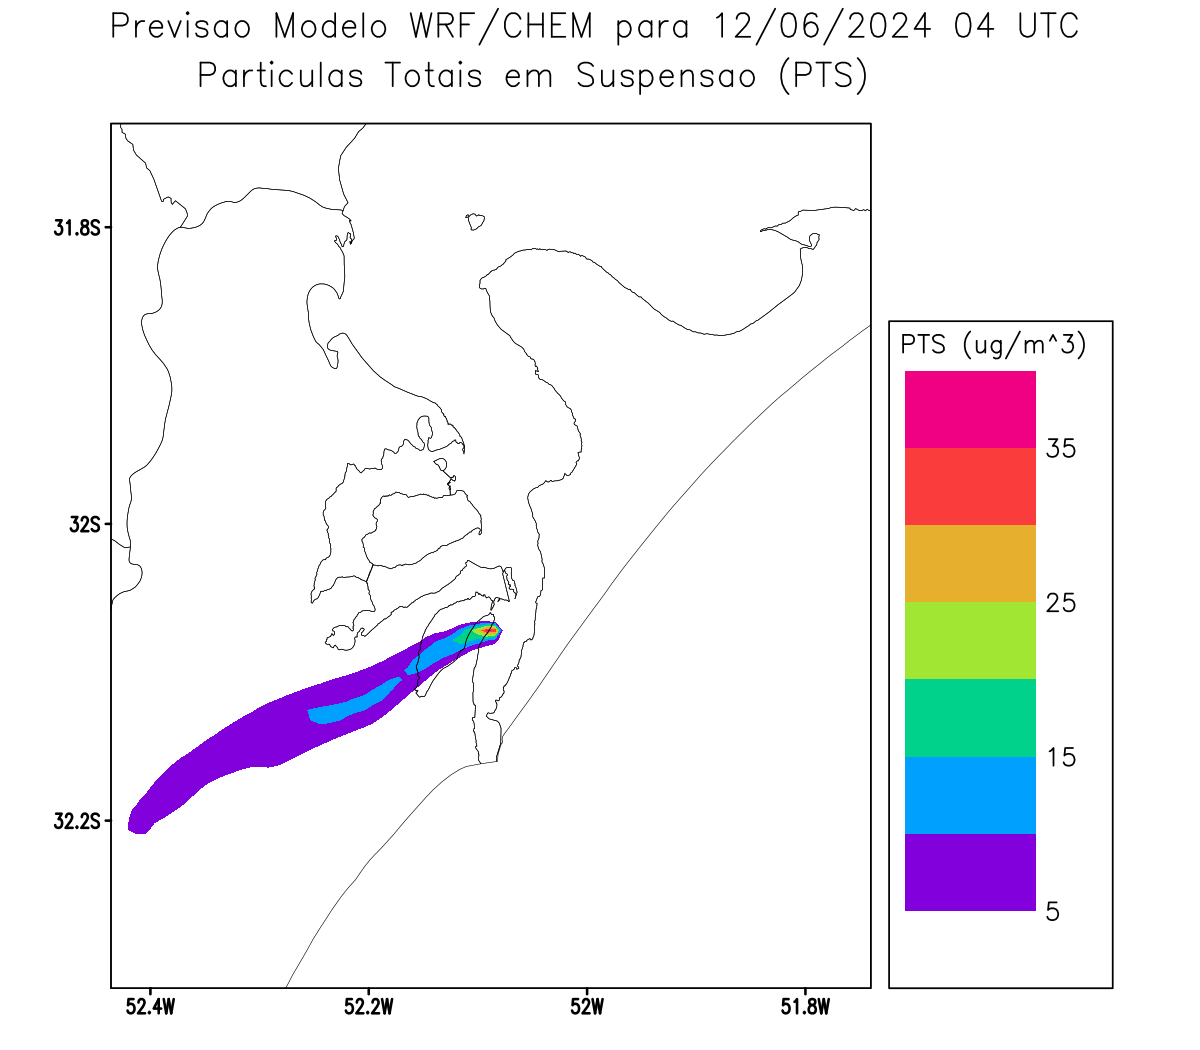 Previsao Modelo WRF/CHEM para 12/06/2024 04 UTC
Particulas Totais em Suspensao (PTS)
31.8S
32S
32.2S
52.4W
52.2W
52W
51.8W
PTS (ug/m^3)
35
25
15
5